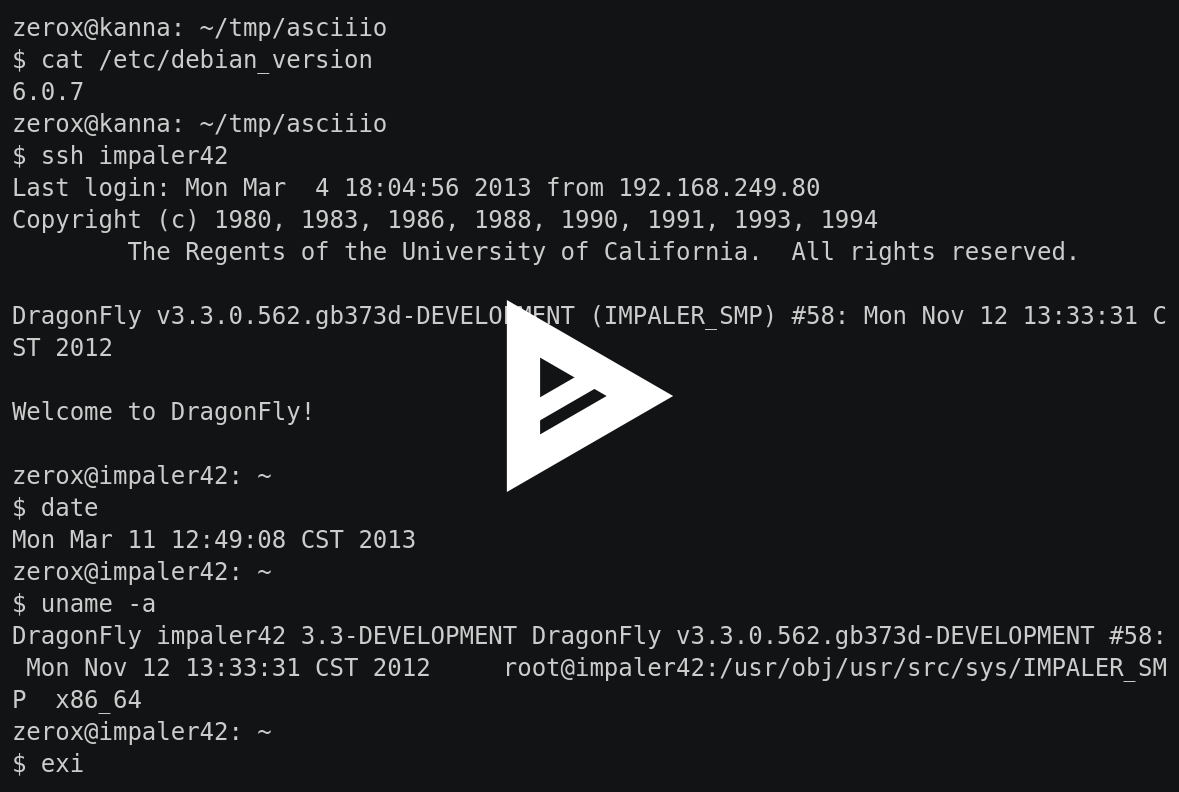 zerox@kanna: ~/tmp/asciiio
$ cat /etc/debian_version
6.0.7
zerox@kanna: ~/tmp/asciiio
$ ssh impaler42
Last login: Mon Mar  4 18:04:56 2013 from 192.168.249.80
Copyright (c) 1980, 1983, 1986, 1988, 1990, 1991, 1993, 1994
        The Regents of the University of California.  All rights reserved.

DragonFly v3.3.0.562.gb373d-DEVELOPMENT (IMPALER_SMP) #58: Mon Nov 12 13:33:31 C
ST 2012

Welcome to DragonFly!

zerox@impaler42: ~
$ date
Mon Mar 11 12:49:08 CST 2013
zerox@impaler42: ~
$ uname -a
DragonFly impaler42 3.3-DEVELOPMENT DragonFly v3.3.0.562.gb373d-DEVELOPMENT #58:
 Mon Nov 12 13:33:31 CST 2012     root@impaler42:/usr/obj/usr/src/sys/IMPALER_SM
P  x86_64
zerox@impaler42: ~
$ exi